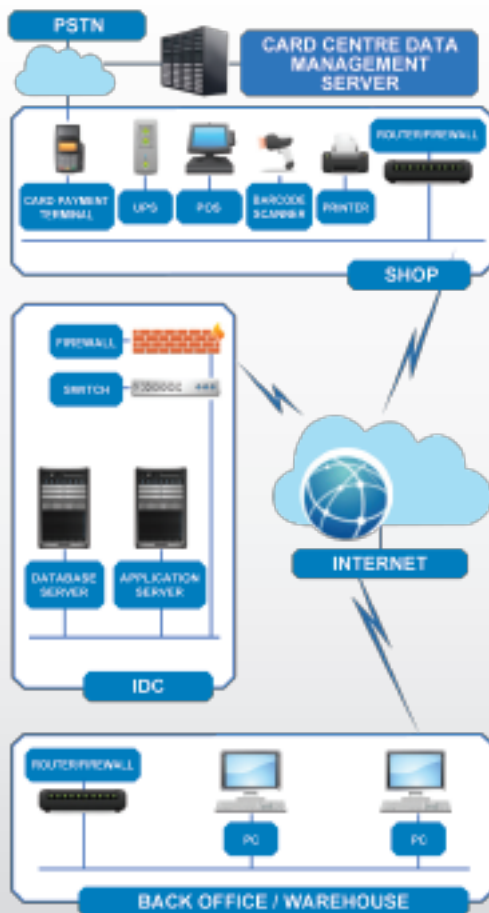 PSTN
CARD CENTRE DATA
MANAGEMENT
SERVER
ROUTER/FIREWALL
CARD PAYMENT
TERMINAL
UPS
POS
BARCODE
SCANNER
PRINTER
SHOP
FIREWALL
SWITCH
DATABASE
SERVER
APPLICATION
SERVER
INTERNET
IDC
ROUTER/FIREWALL
PC
PC
BACK OFFICE / WAREHOUSE